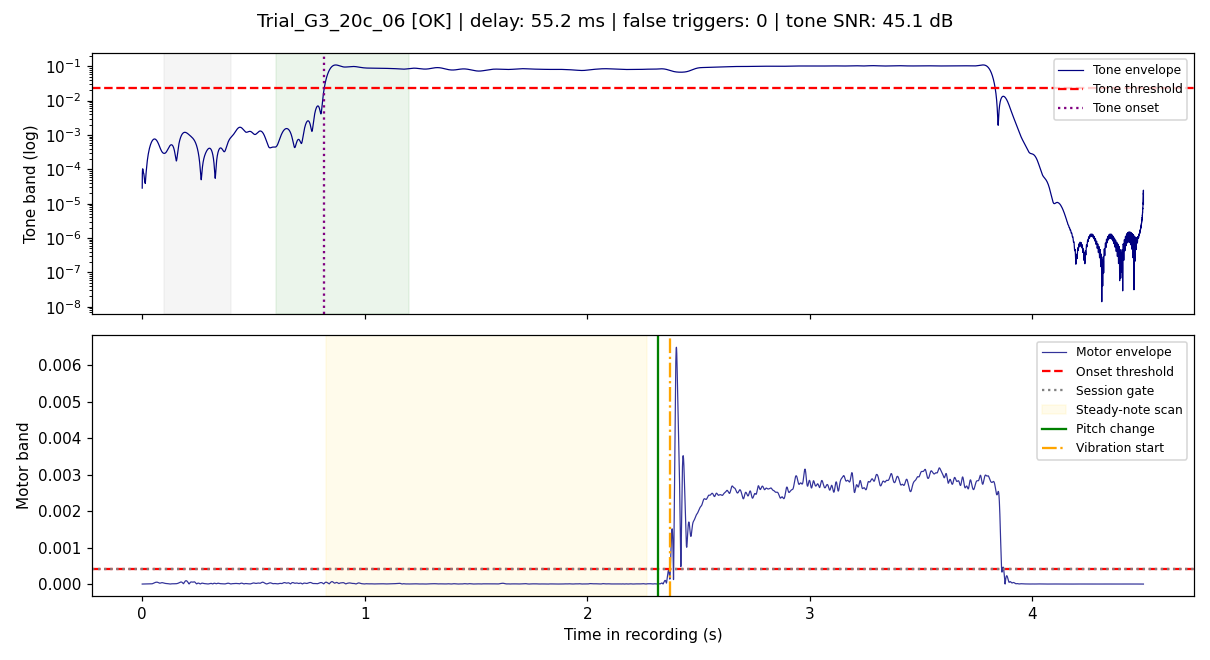 Trial_G3_20c_06 [OK] | delay: 55.2 ms | false triggers: 0 | tone SNR: 45.1 dB
Tone band (log)
10⁻¹
10⁻²
10⁻³
10⁻⁴
10⁻⁵
10⁻⁶
10⁻⁷
10⁻⁸
Tone envelope
Tone threshold
Tone onset
Motor band
0.006
0.005
0.004
0.003
0.002
0.001
0.000
Motor envelope
Onset threshold
Session gate
Steady-note scan
Pitch change
Vibration start
0 1 2 3 4
Time in recording (s)